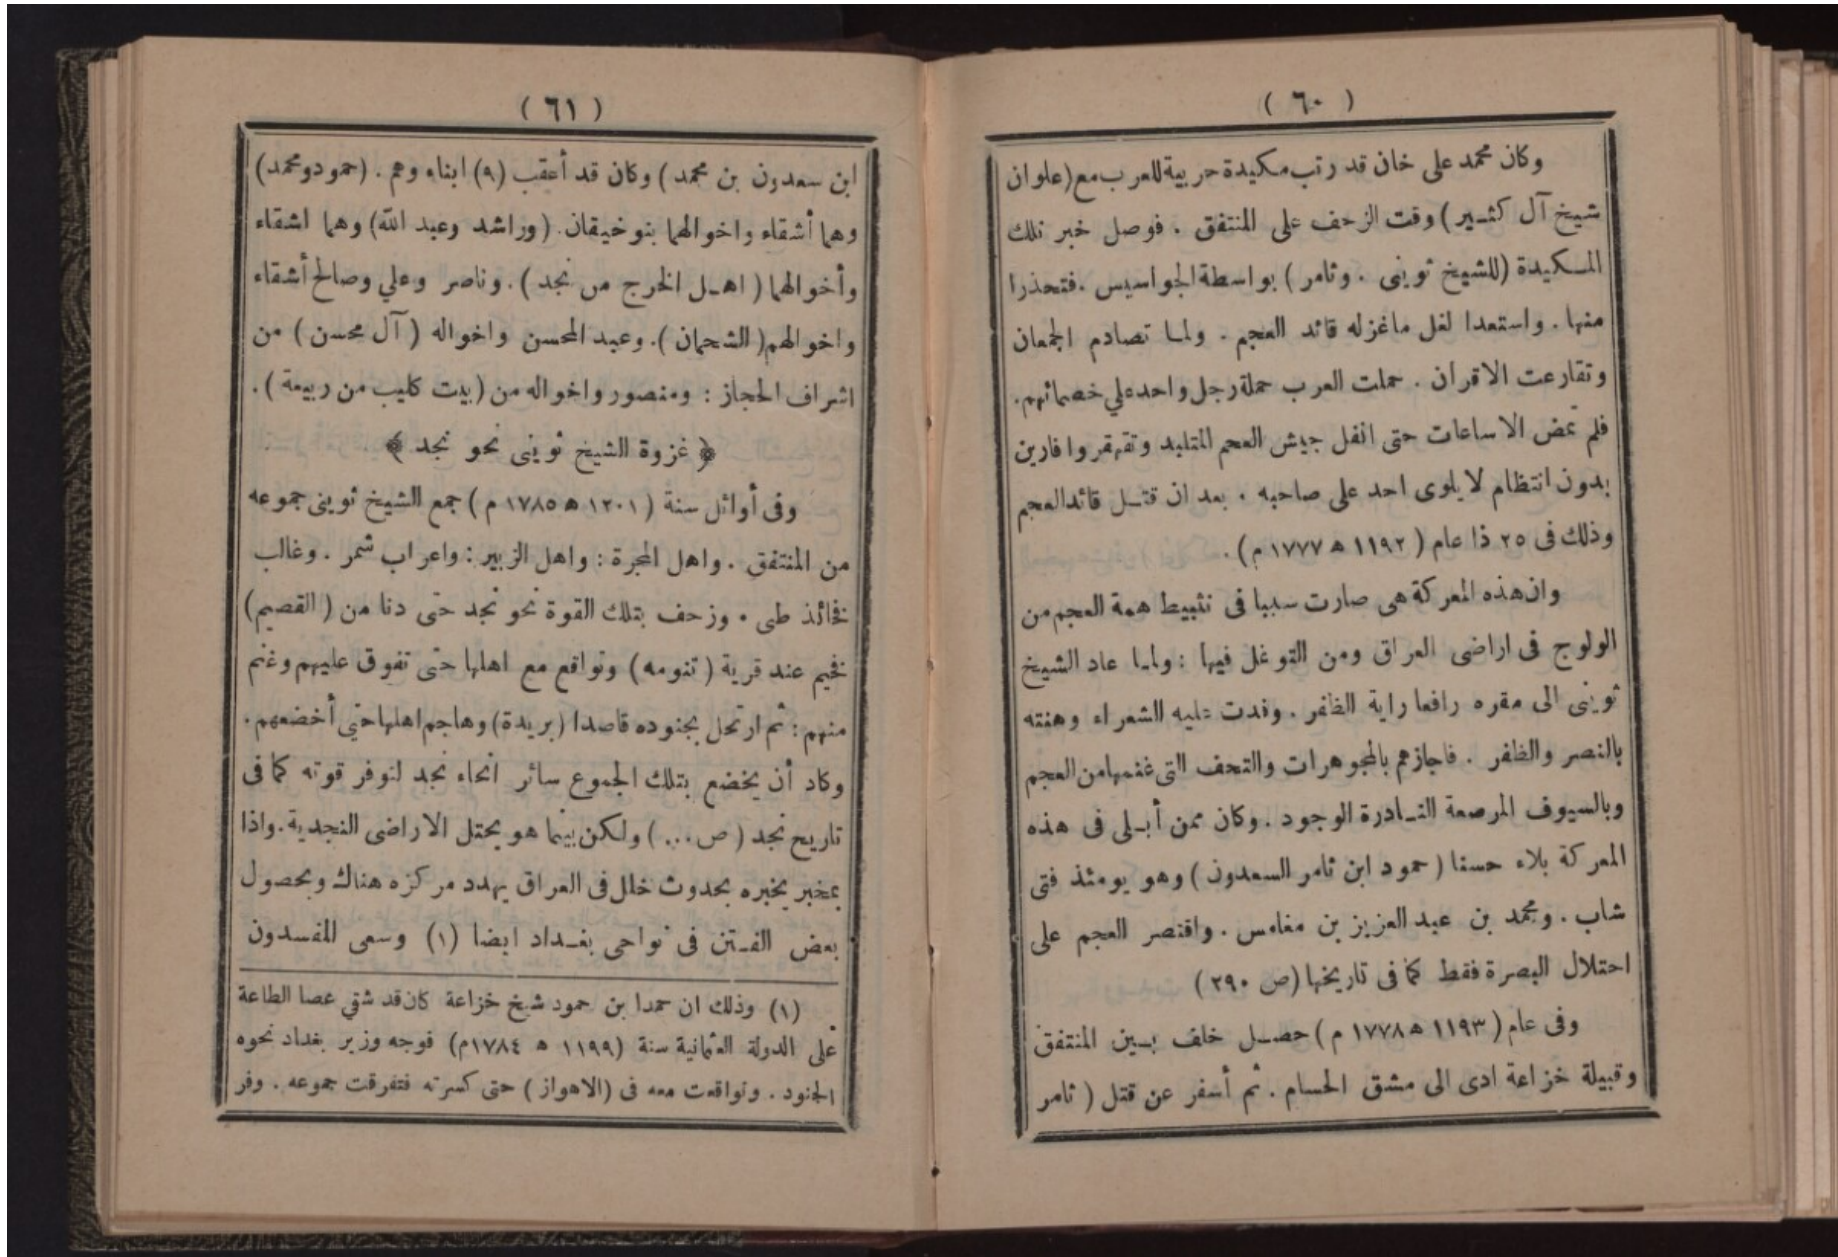 ( ٦٠ )
وكان محمد على خان قد رتب مكيدة حربية للعرب مع (علوان
شيخ آل كثير) وقت الزحف على المنتفق . فوصل خبر تلك
المكيدة (للشيخ ثوينى . وثامر) بواسطة الجواسيس . فتحذرا
منها . واستعدا لفل ماغزله قائد العجم . ولما تصادم الجمعان
وتقارعت الاقران . حملت العرب حملة رجل واحد علي خصمائهم .
فلم تمض الا ساعات حتى انفل جيش العجم المتلبد وتقهقروا فارين
بدون انتظام لا يلوى احد على صاحبه . بعد ان قتل قائد العجم
وذلك فى ٢٥ ذا عام ( ١١٩٢ ه ١٧٧٧ م ) .
وان هذه المعركة هى صارت سببا فى تثبيط همة العجم من
الولوج فى اراضى العراق ومن التوغل فيها : ولما عاد الشيخ
ثوينى الى مقره رافعا راية الظفر . وفدت عليه الشعراء وهنته
بالنصر والظفر . فاجازهم بالمجوهرات والتحف التى غنمها من العجم
وبالسيوف المرصعة النادرة الوجود . وكان ممن أبلى فى هذه
المعركة بلاء حسنا ( حمود ابن ثامر السعدون ) وهو يومئذ فتى
شاب . ومحمد بن عبد العزيز بن مغامس . واقتصر العجم على
احتلال البصرة فقط كما فى تاريخها (ص ٢٩٠ )
وفى عام ( ١١٩٣ ه ١٧٧٨ م ) حصل خلف بين المنتفق
وقبيلة خزاعة ادى الى مشق الحسام . ثم أسفر عن قتل ( ثامر
( ٦١ )
ابن سعدون بن محمد ) وكان قد أعقب (٩) ابناء وهم . (حمود ومحمد)
وهما أشقاء واخوالهما بنو خيقان . (وراشد وعبد الله) وهما اشقاء
وأخوالهما ( اهل الخرج من نجد ) . وناصر وعلي وصالح أشقاء
واخوالهم ( الشحمان ) . وعبد المحسن واخواله ( آل محسن ) من
اشراف الحجاز : ومنصور واخواله من ( بيت كليب من ربيعة ) .
﴿ غزوة الشيخ ثوينى نحو نجد ﴾
وفى أوائل سنة ( ١٢٠١ ه ١٧٨٥ م ) جمع الشيخ ثوينى جموعه
من المنتفق . واهل المجرة : واهل الزبير : واعراب شمر . وغالب
فخائذ طى . وزحف بتلك القوة نحو نجد حتى دنا من ( القصيم )
فخيم عند قرية ( تنومه ) وتواقع مع اهلها حتى تفوق عليهم وغنم
منهم : ثم ارتحل بجنوده قاصدا ( بريدة ) وهاجم اهلها حتي أخضعهم .
وكاد أن يخضع بتلك الجموع سائر انحاء نجد لتوفر قوته كما فى
تاريخ نجد ( ص ... ) ولكن بينما هو يحتل الاراضى النجدية . واذا
بمخبر يخبره بحدوث خلل فى العراق يهدد مركزه هناك وبحصول
بعض الفتن فى نواحى بغداد ايضا (١) وسعى المفسدون
(١) وذلك ان حمدا بن حمود شيخ خزاعة كان قد شق عصا الطاعة
على الدولة العثمانية سنة (١١٩٩ ه ١٧٨٤م) فوجه وزير بغداد نحوه
الجنود . وتواقعت معه فى (الاهواز ) حتى كسرته فتفرقت جموعه . وفر